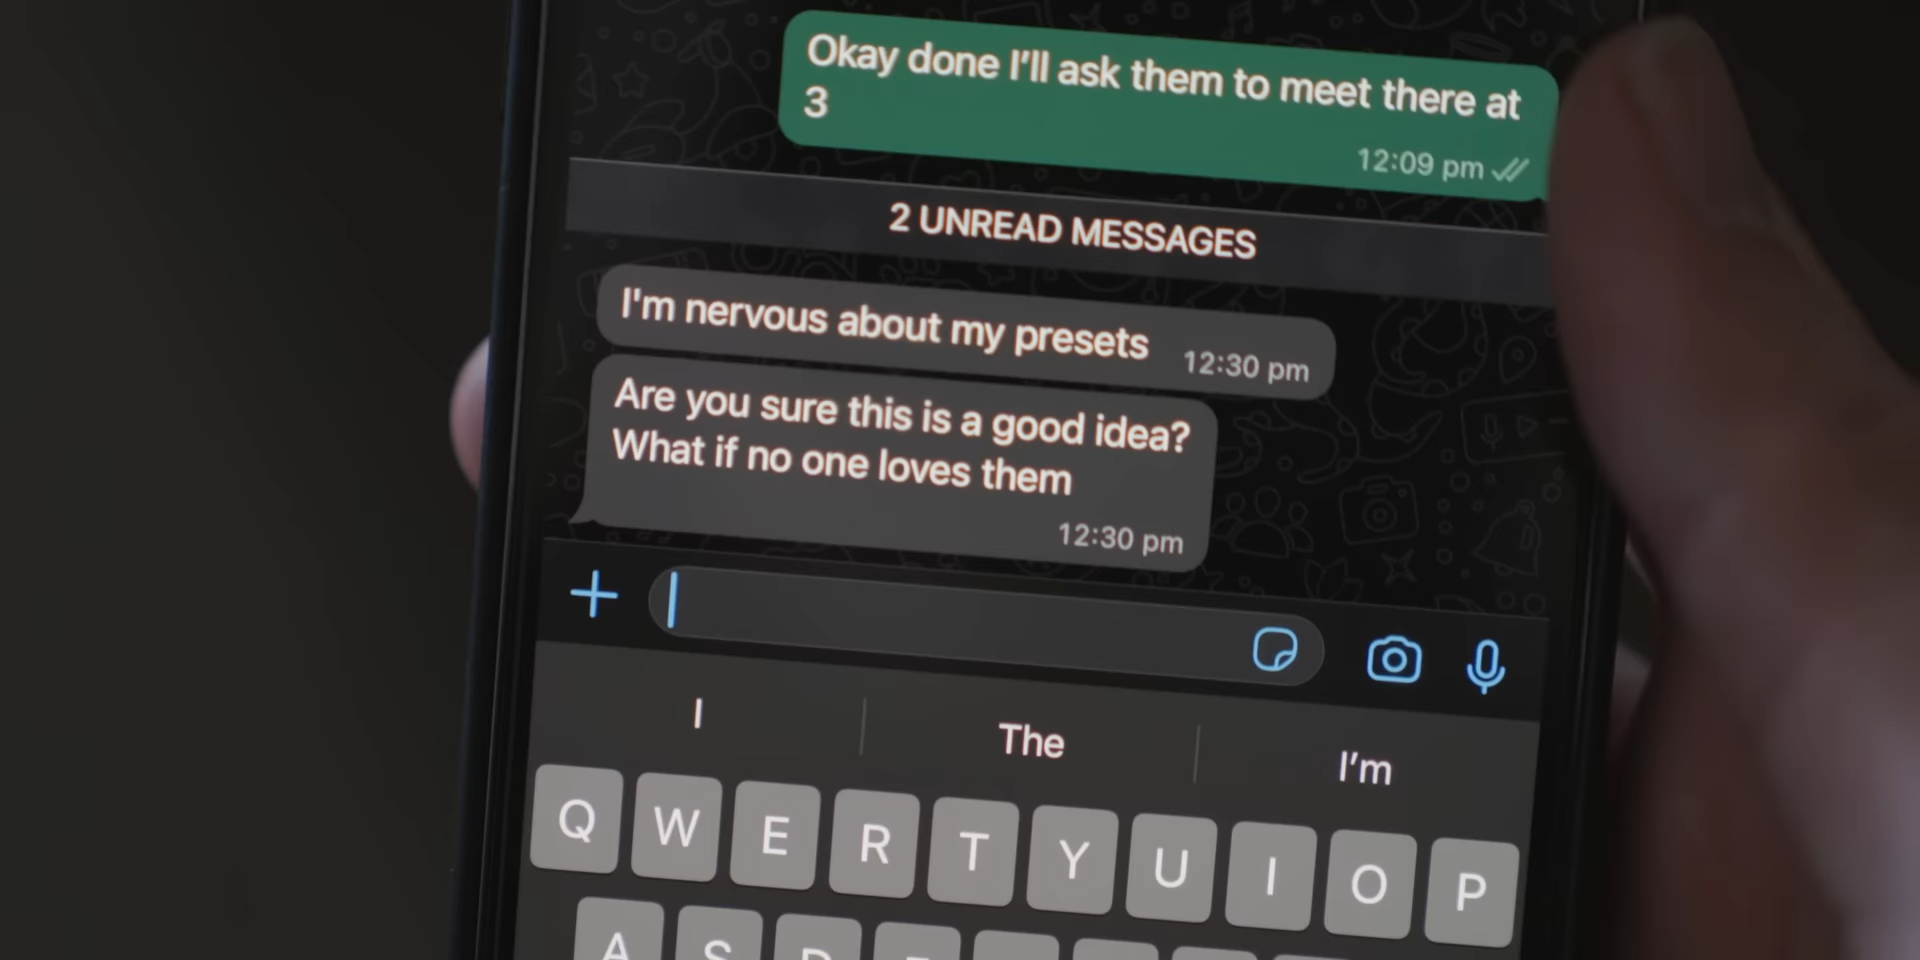 Okay done I’ll ask them to meet there at
3
12:09 pm
2 UNREAD MESSAGES
I'm nervous about my presets
12:30 pm
Are you sure this is a good idea?
What if no one loves them
12:30 pm
I The I’m
Q W E R T Y U I O P
A S D